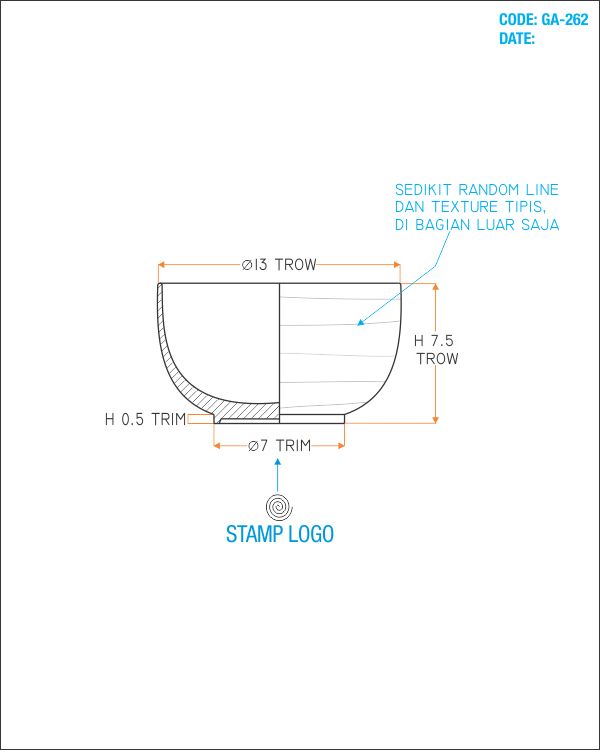 CODE: GA-262
DATE:
SEDIKIT RANDOM LINE
DAN TEXTURE TIPIS,
DI BAGIAN LUAR SAJA
Ø13 TROW
H 7.5
TROW
H 0.5 TRIM
Ø7 TRIM
STAMP LOGO